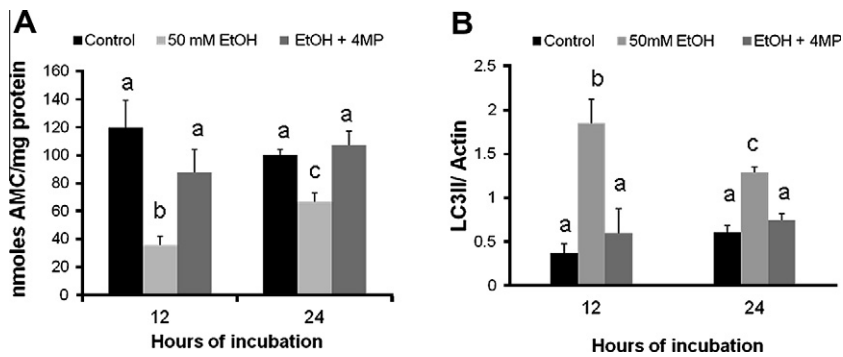 A
Control 50 mM EtOH EtOH + 4MP
nmoles AMC/mg protein
160
140
120
100
80
60
40
20
0
a
b
a
a
c
a
12 24
Hours of incubation
B
Control 50mM EtOH EtOH + 4MP
LC3II/ Actin
2.5
2
1.5
1
0.5
0
a
b
a
a
c
a
12 24
Hours of incubation